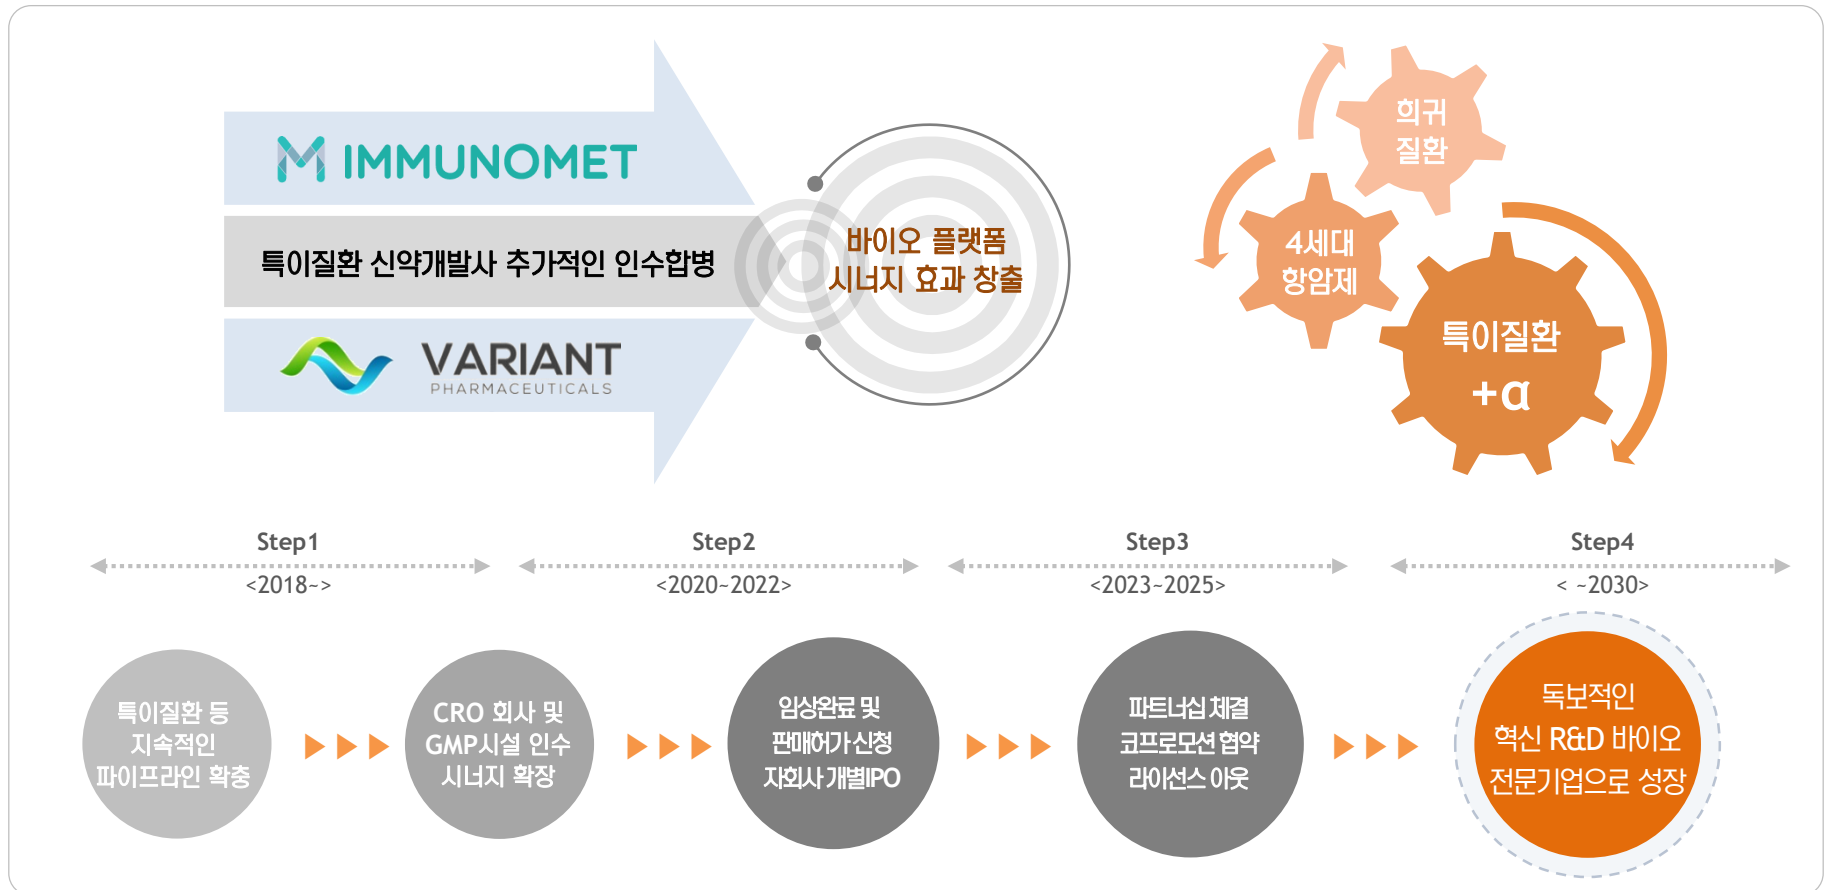 IMMUNOMET
특이질환 신약개발사 추가적인 인수합병
VARIANT
PHARMACEUTICALS
바이오 플랫폼
시너지 효과 창출
희귀
질환
4세대
항암제
특이질환
+α
Step1
<2018~>
Step2
<2020~2022>
Step3
<2023~2025>
Step4
< ~2030>
특이질환 등
지속적인
파이프라인 확충
CRO 회사 및
GMP시설 인수
시너지 확장
임상완료 및
판매허가 신청
자회사 개별IPO
파트너십 체결
코프로모션 협약
라이선스 아웃
독보적인
혁신 R&D 바이오
전문기업으로 성장